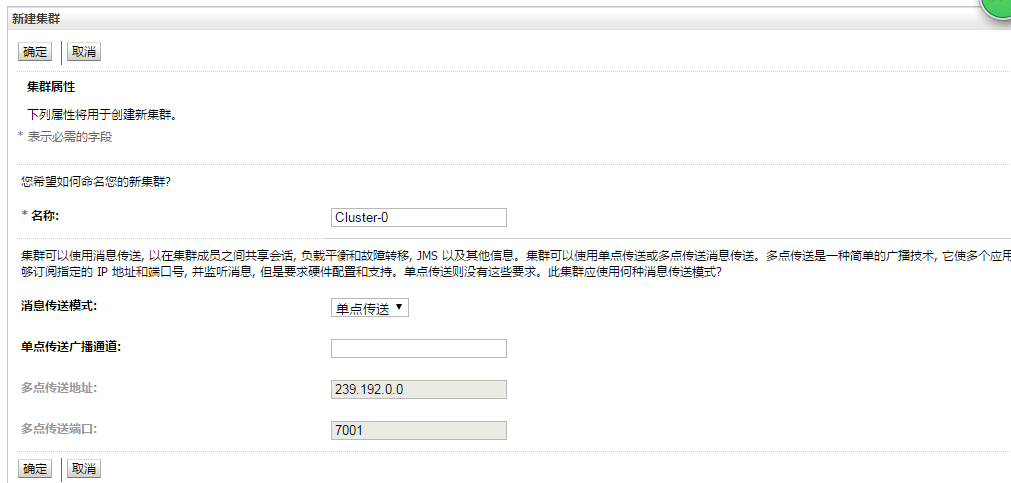 新建集群
确定 取消
集群属性
下列属性将用于创建新集群。
* 表示必需的字段
您希望如何命名您的新集群?
* 名称: Cluster-0
集群可以使用消息传送, 以在集群成员之间共享会话, 负载平衡和故障转移, JMS 以及其他信息。集群可以使用单点传送或多点传送消息传送。多点传送是一种简单的广播技术, 它使多个应用
够订阅指定的 IP 地址和端口号, 并监听消息, 但是要求硬件配置和支持。单点传送则没有这些要求。此集群应使用何种消息传送模式?
消息传送模式: 单点传送
单点传送广播通道:
多点传送地址: 239.192.0.0
多点传送端口: 7001
确定 取消